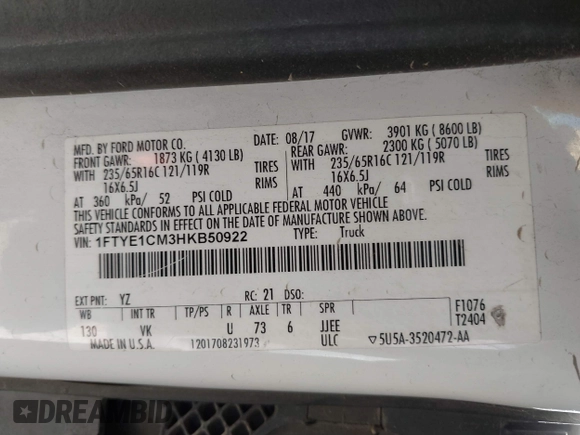 MFD. BY FORD MOTOR CO.
DATE: 08/17 GVWR: 3901 KG ( 8600 LB)
FRONT GAWR: 1873 KG ( 4130 LB) REAR GAWR: 2300 KG ( 5070 LB)
WITH 235/65R16C 121/119R TIRES WITH 235/65R16C 121/119R TIRES
16X6.5J RIMS 16X6.5J RIMS
AT 360 kPa/ 52 PSI COLD AT 440 kPa/ 64 PSI COLD
THIS VEHICLE CONFORMS TO ALL APPLICABLE FEDERAL MOTOR VEHICLE
SAFETY STANDARDS IN EFFECT ON THE DATE OF MANUFACTURE SHOWN ABOVE.
VIN: 1FTYE1CM3HKB50922 TYPE: Truck
EXT PNT: YZ RC: 21 DSO:
WB INT TR TP/PS R AXLE TR SPR
130 VK U 73 6 JJEE
F1076
T2404
MADE IN U.S.A. 1201708231973 ULC 5U5A-3520472-AA
DREAMBID